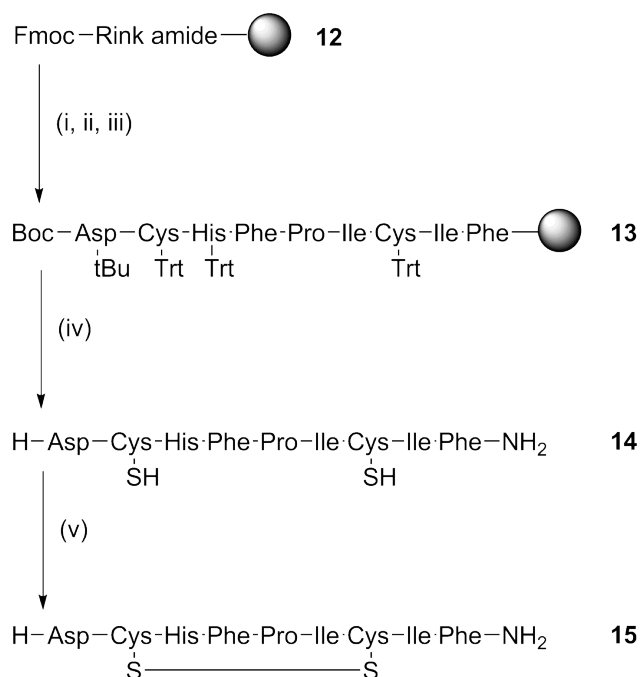 Fmoc–Rink amide– 12
(i, ii, iii)
Boc–Asp–Cys–His·Phe·Pro·Ile·Cys·Ile·Phe– 13
tBu Trt Trt Trt
(iv)
H–Asp–Cys–His·Phe–Pro–Ile·Cys–Ile·Phe–NH₂ 14
SH SH
(v)
H–Asp–Cys–His·Phe–Pro–Ile·Cys–Ile·Phe–NH₂ 15
S S